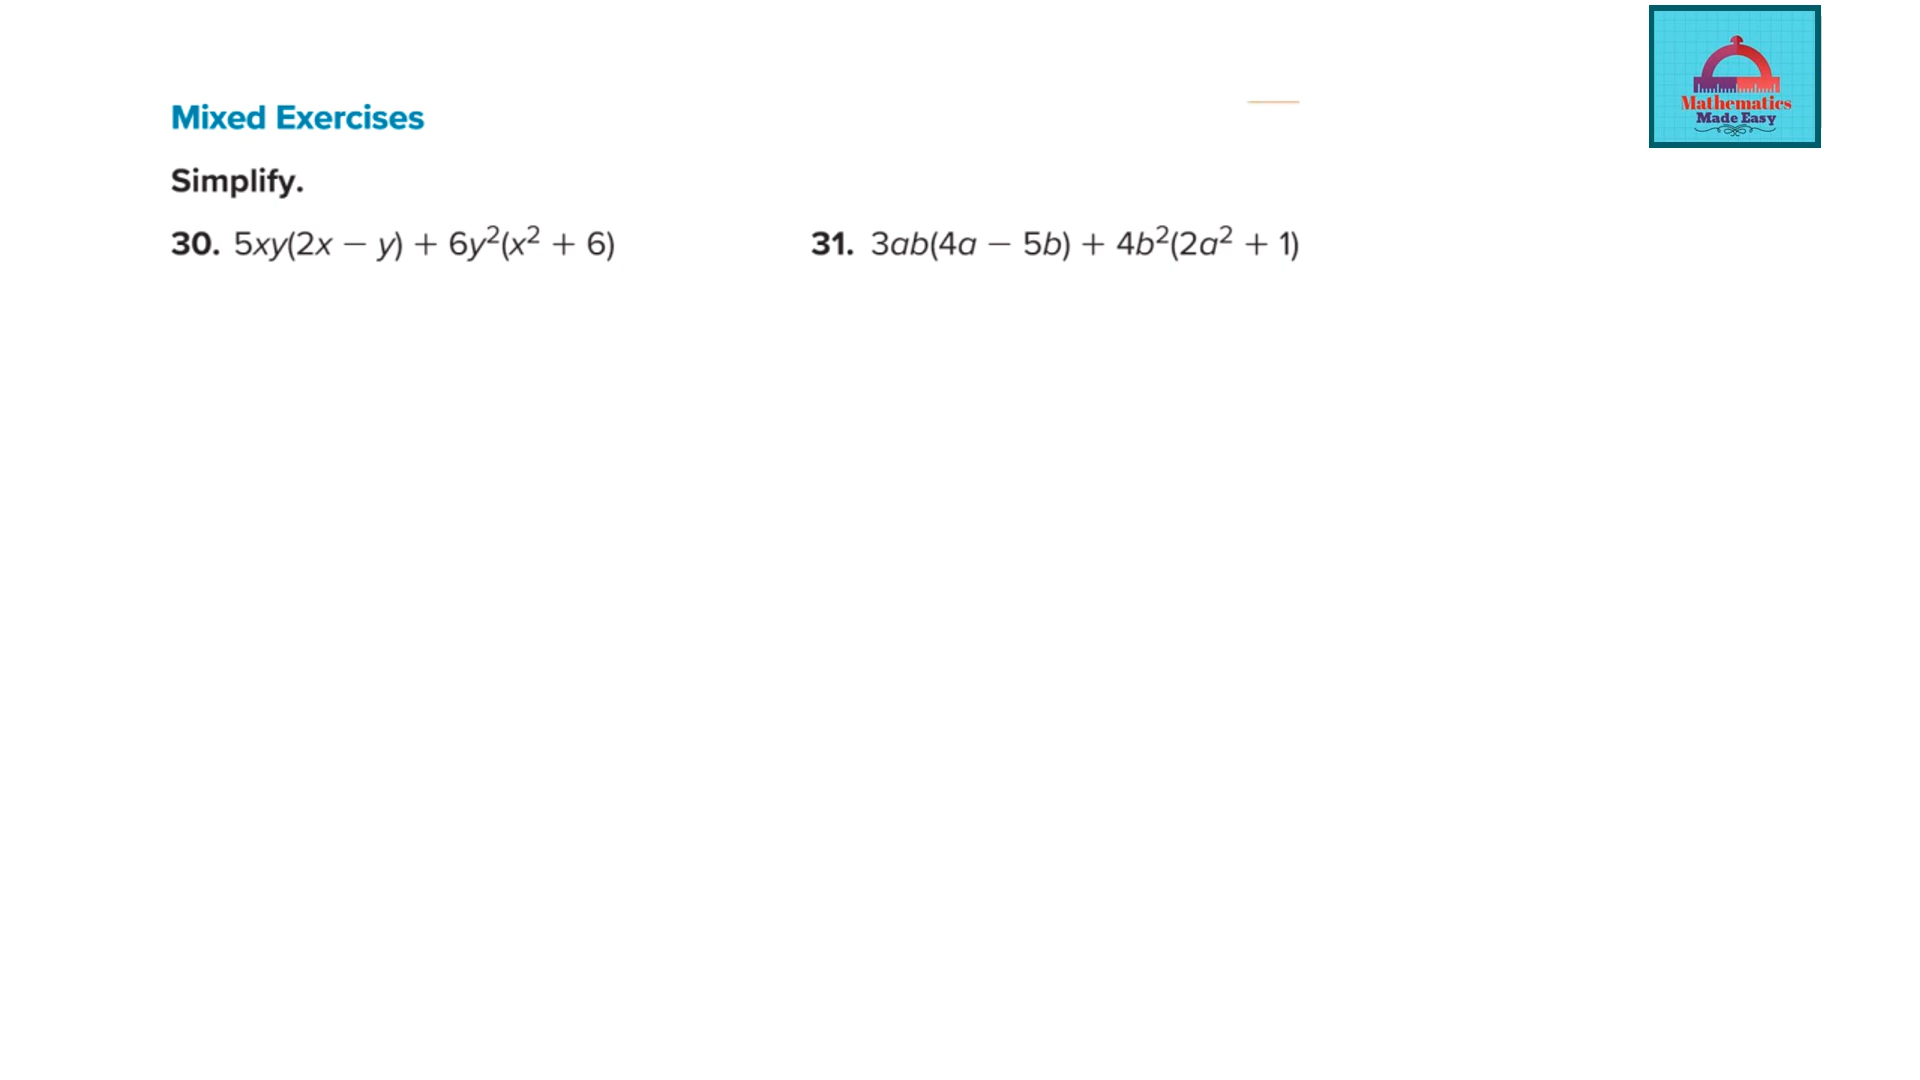 Mathematics
Made Easy
Mixed Exercises
Simplify.
30. 5xy(2x − y) + 6y²(x² + 6)
31. 3ab(4a − 5b) + 4b²(2a² + 1)